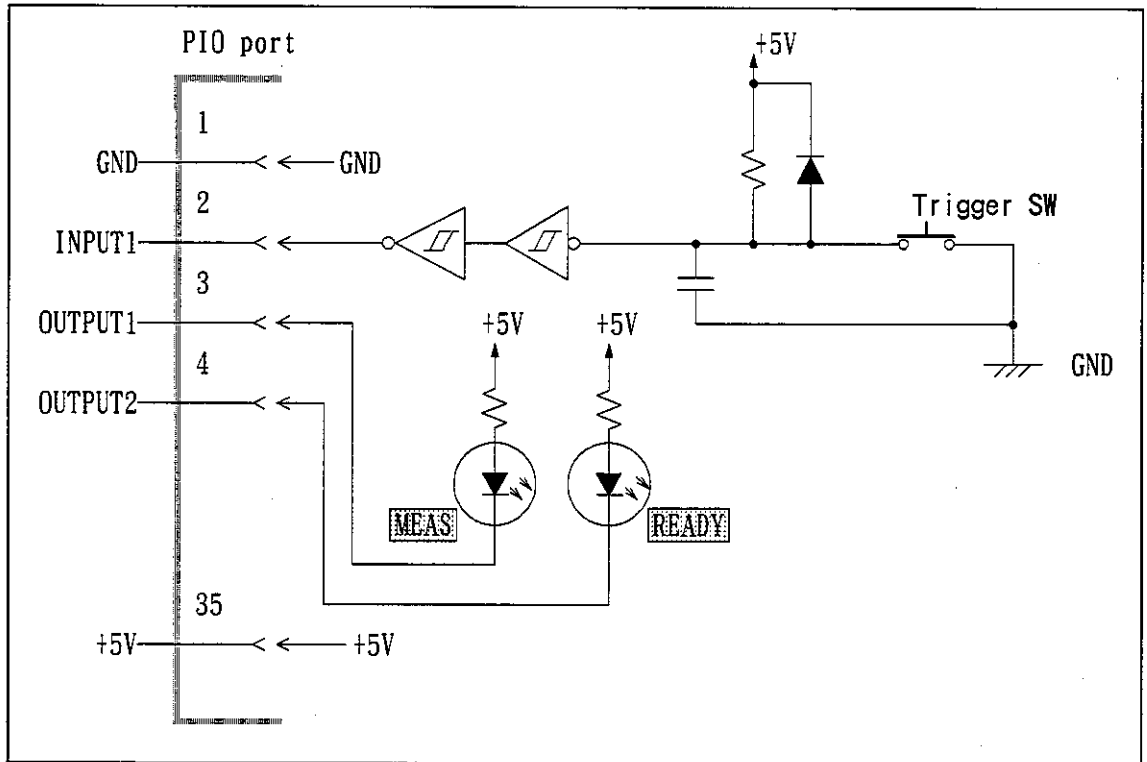 PIO port
+5V
1
GND
GND
2
Trigger SW
INPUT1
3
OUTPUT1
+5V
+5V
4
GND
OUTPUT2
MEAS
READY
35
+5V
+5V